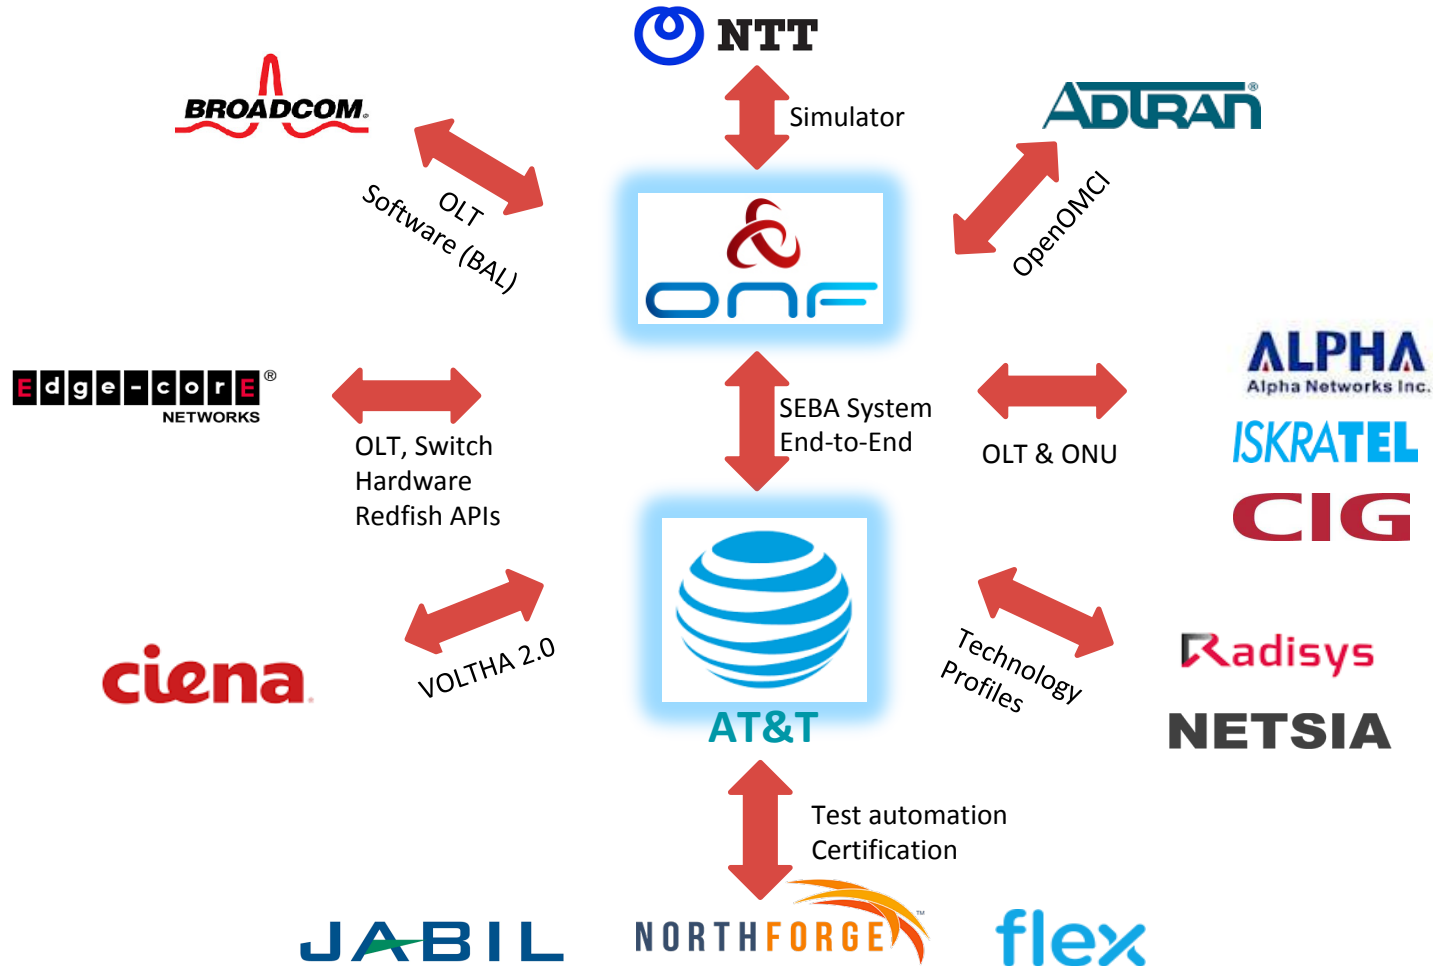 NTT
BROADCOM.
ADTRAN®
Simulator
OLT
Software (BAL)
OpenOMCI
ONF
Edge-corE®
NETWORKS
ALPHA
Alpha Networks Inc.
SEBA System
End-to-End
ISKRATEL
OLT, Switch
Hardware
Redfish APIs
OLT & ONU
CIG
ciena
VOLTHA 2.0
Technology
Profiles
Radisys
NETSIA
AT&T
Test automation
Certification
JABIL
NORTHFORGE™
flex